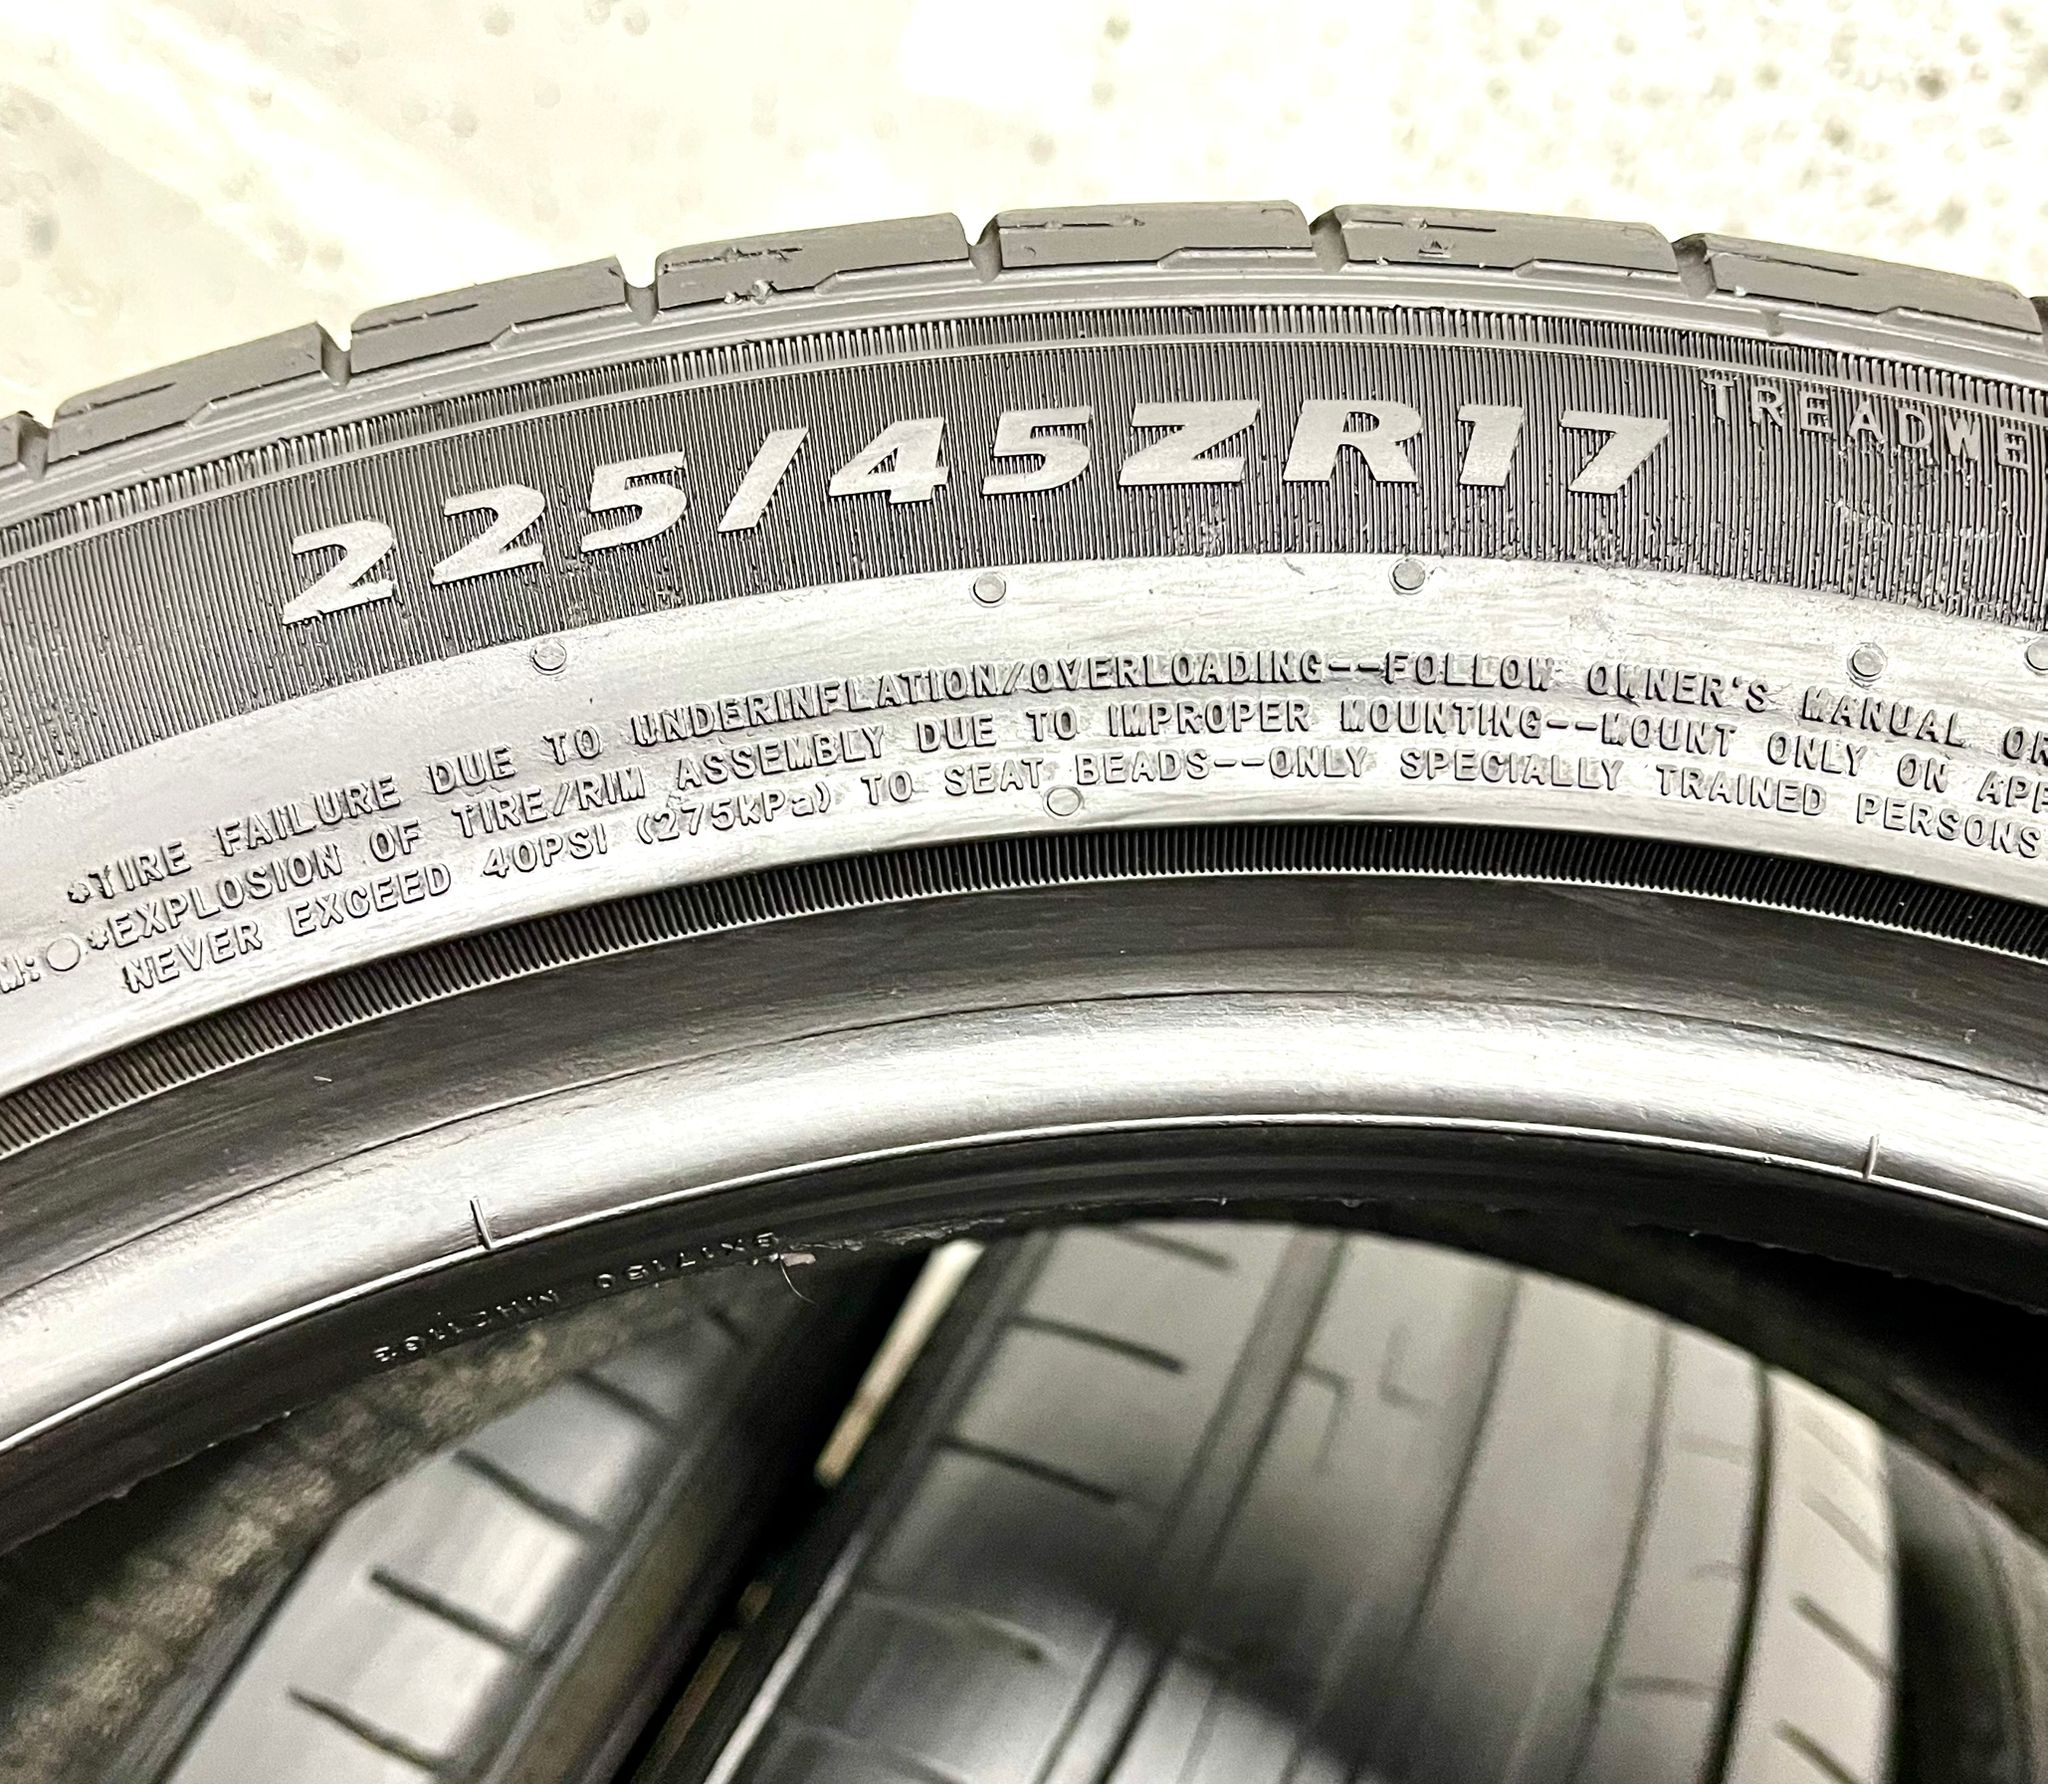 225/45ZR17
TREADWE
*TIRE FAILURE DUE TO UNDERINFLATION/OVERLOADING--FOLLOW OWNER'S MANUAL OR
M: *EXPLOSION OF TIRE/RIM ASSEMBLY DUE TO IMPROPER MOUNTING--MOUNT ONLY ON APP
NEVER EXCEED 40PSI (275kPa) TO SEAT BEADS--ONLY SPECIALLY TRAINED PERSONS